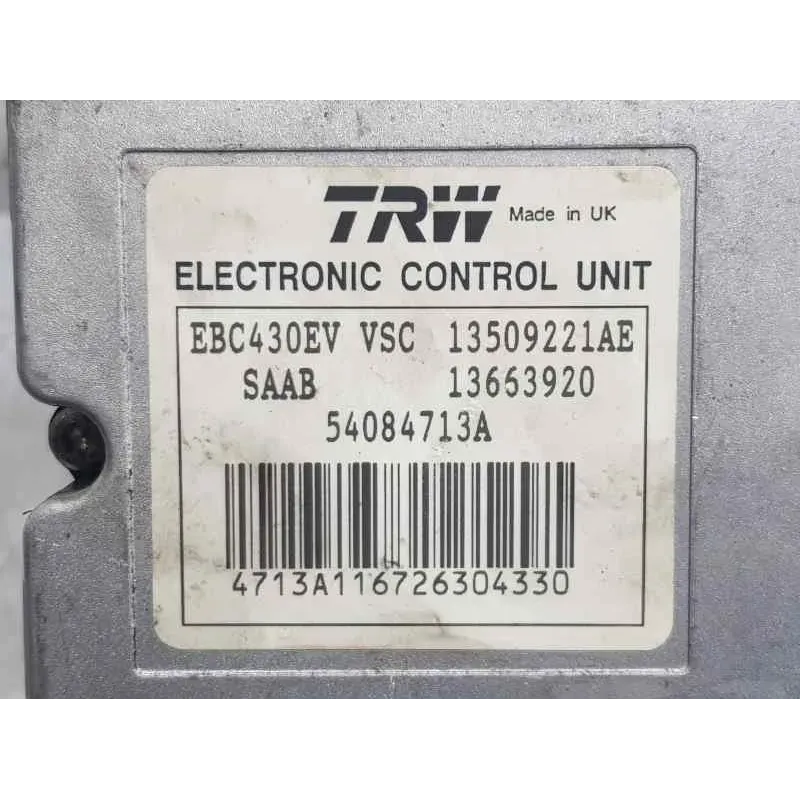 TRW Made in UK
ELECTRONIC CONTROL UNIT
EBC430EV VSC 13509221AE
SAAB 13663920
54084713A
4713A116726304330